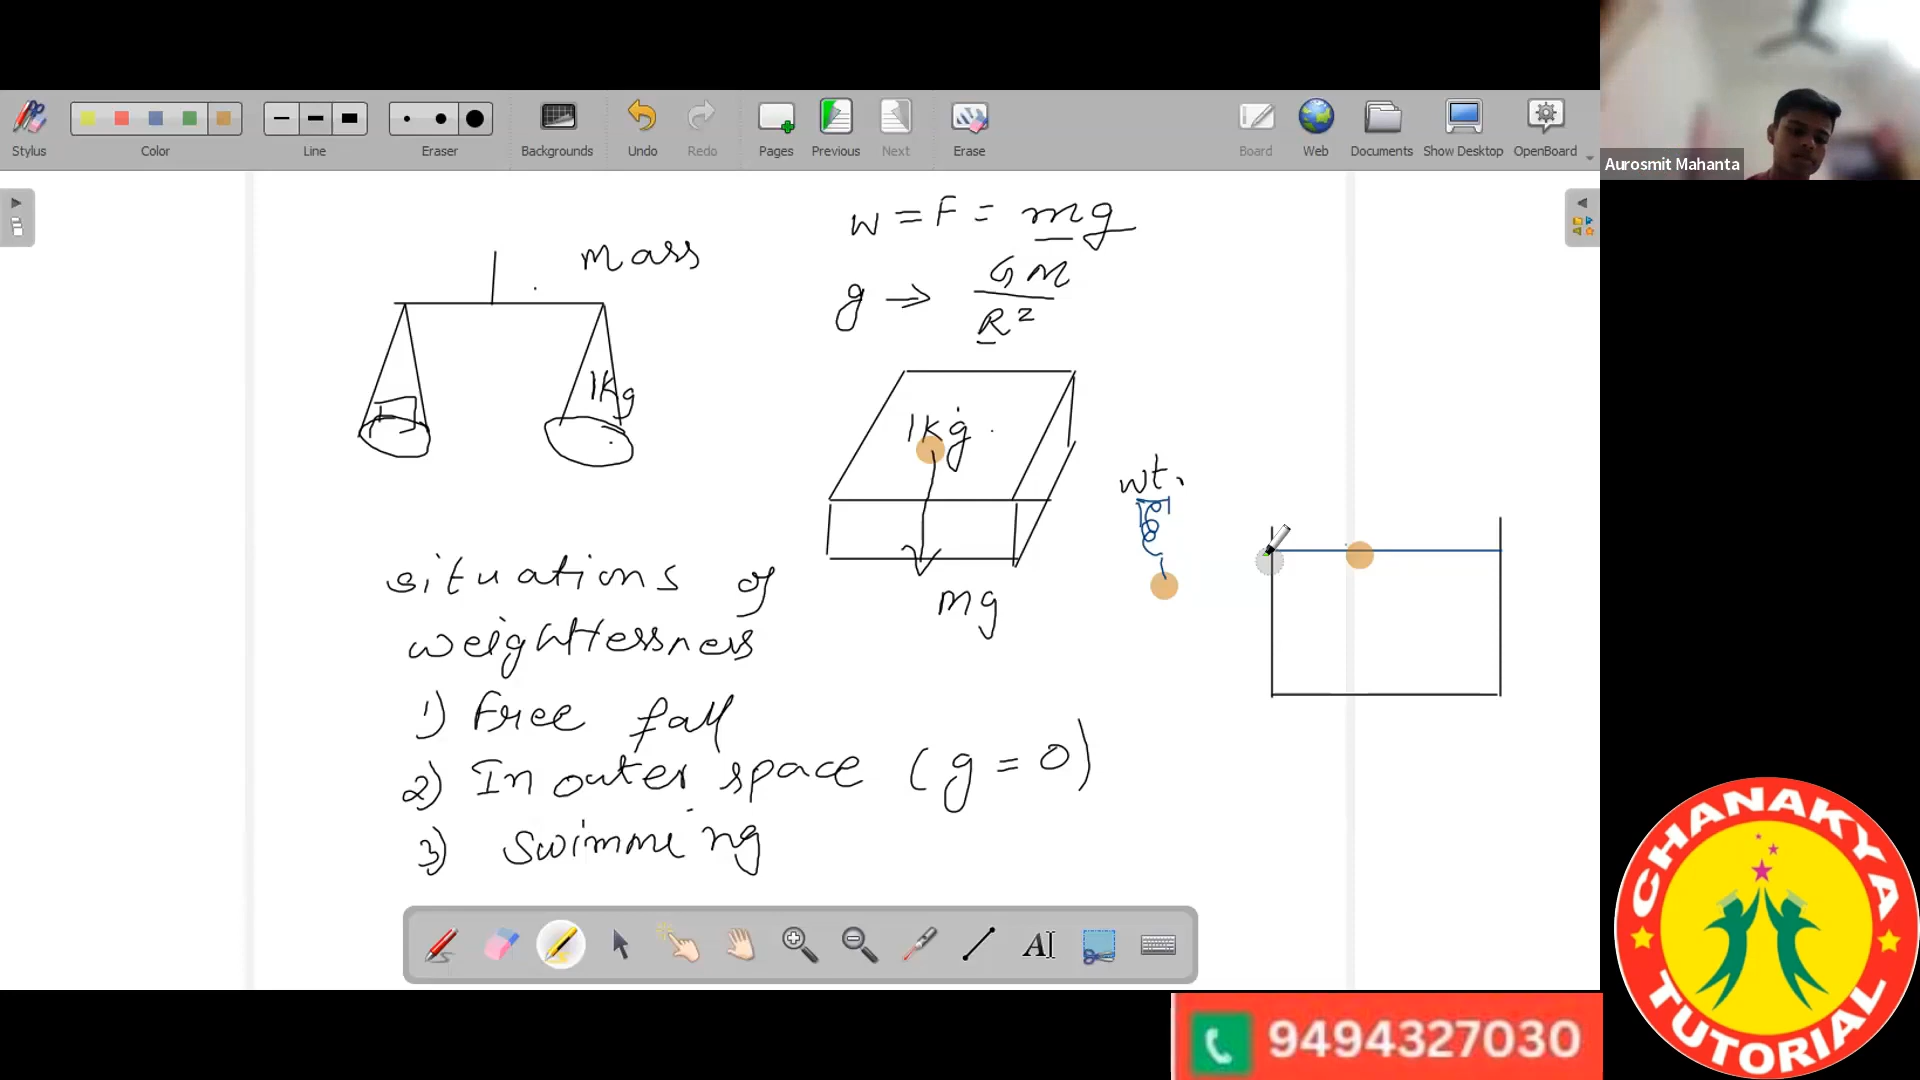 Stylus
Color
Line
Eraser
Backgrounds
Undo
Redo
Pages
Previous
Next
Erase
Board
Web
Documents
Show Desktop
OpenBoard
Aurosmit Mahanta
mass
1kg
W = F = mg
g → GM
R²
1kg
mg
wt.
situations of
weightlessness
1) Free fall
2) In outer space (g = 0)
3) Swimming
AI
9494327030
CHANAKYA
TUTORIAL